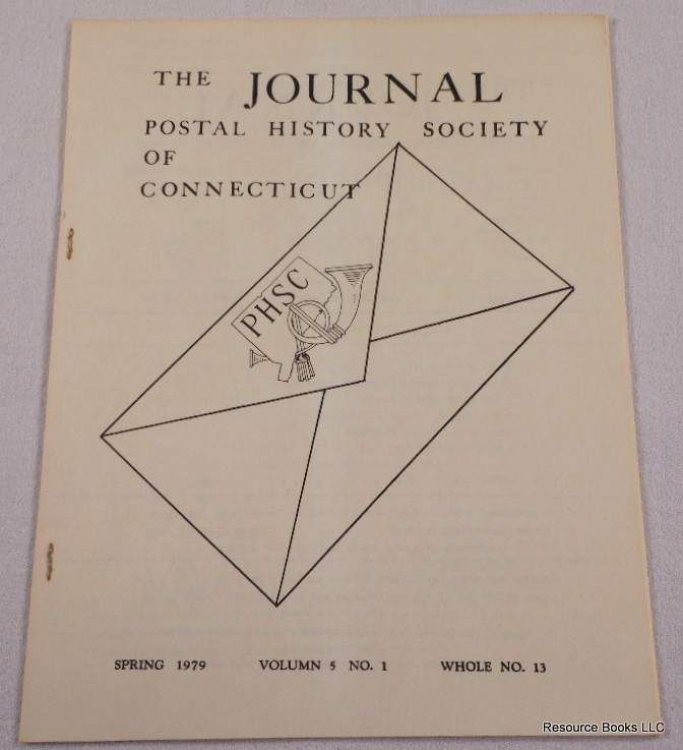 THE JOURNAL
POSTAL HISTORY SOCIETY
OF
CONNECTICUT
PHSC
SPRING 1979 VOLUMN 5 NO. 1 WHOLE NO. 13
Resource Books LLC